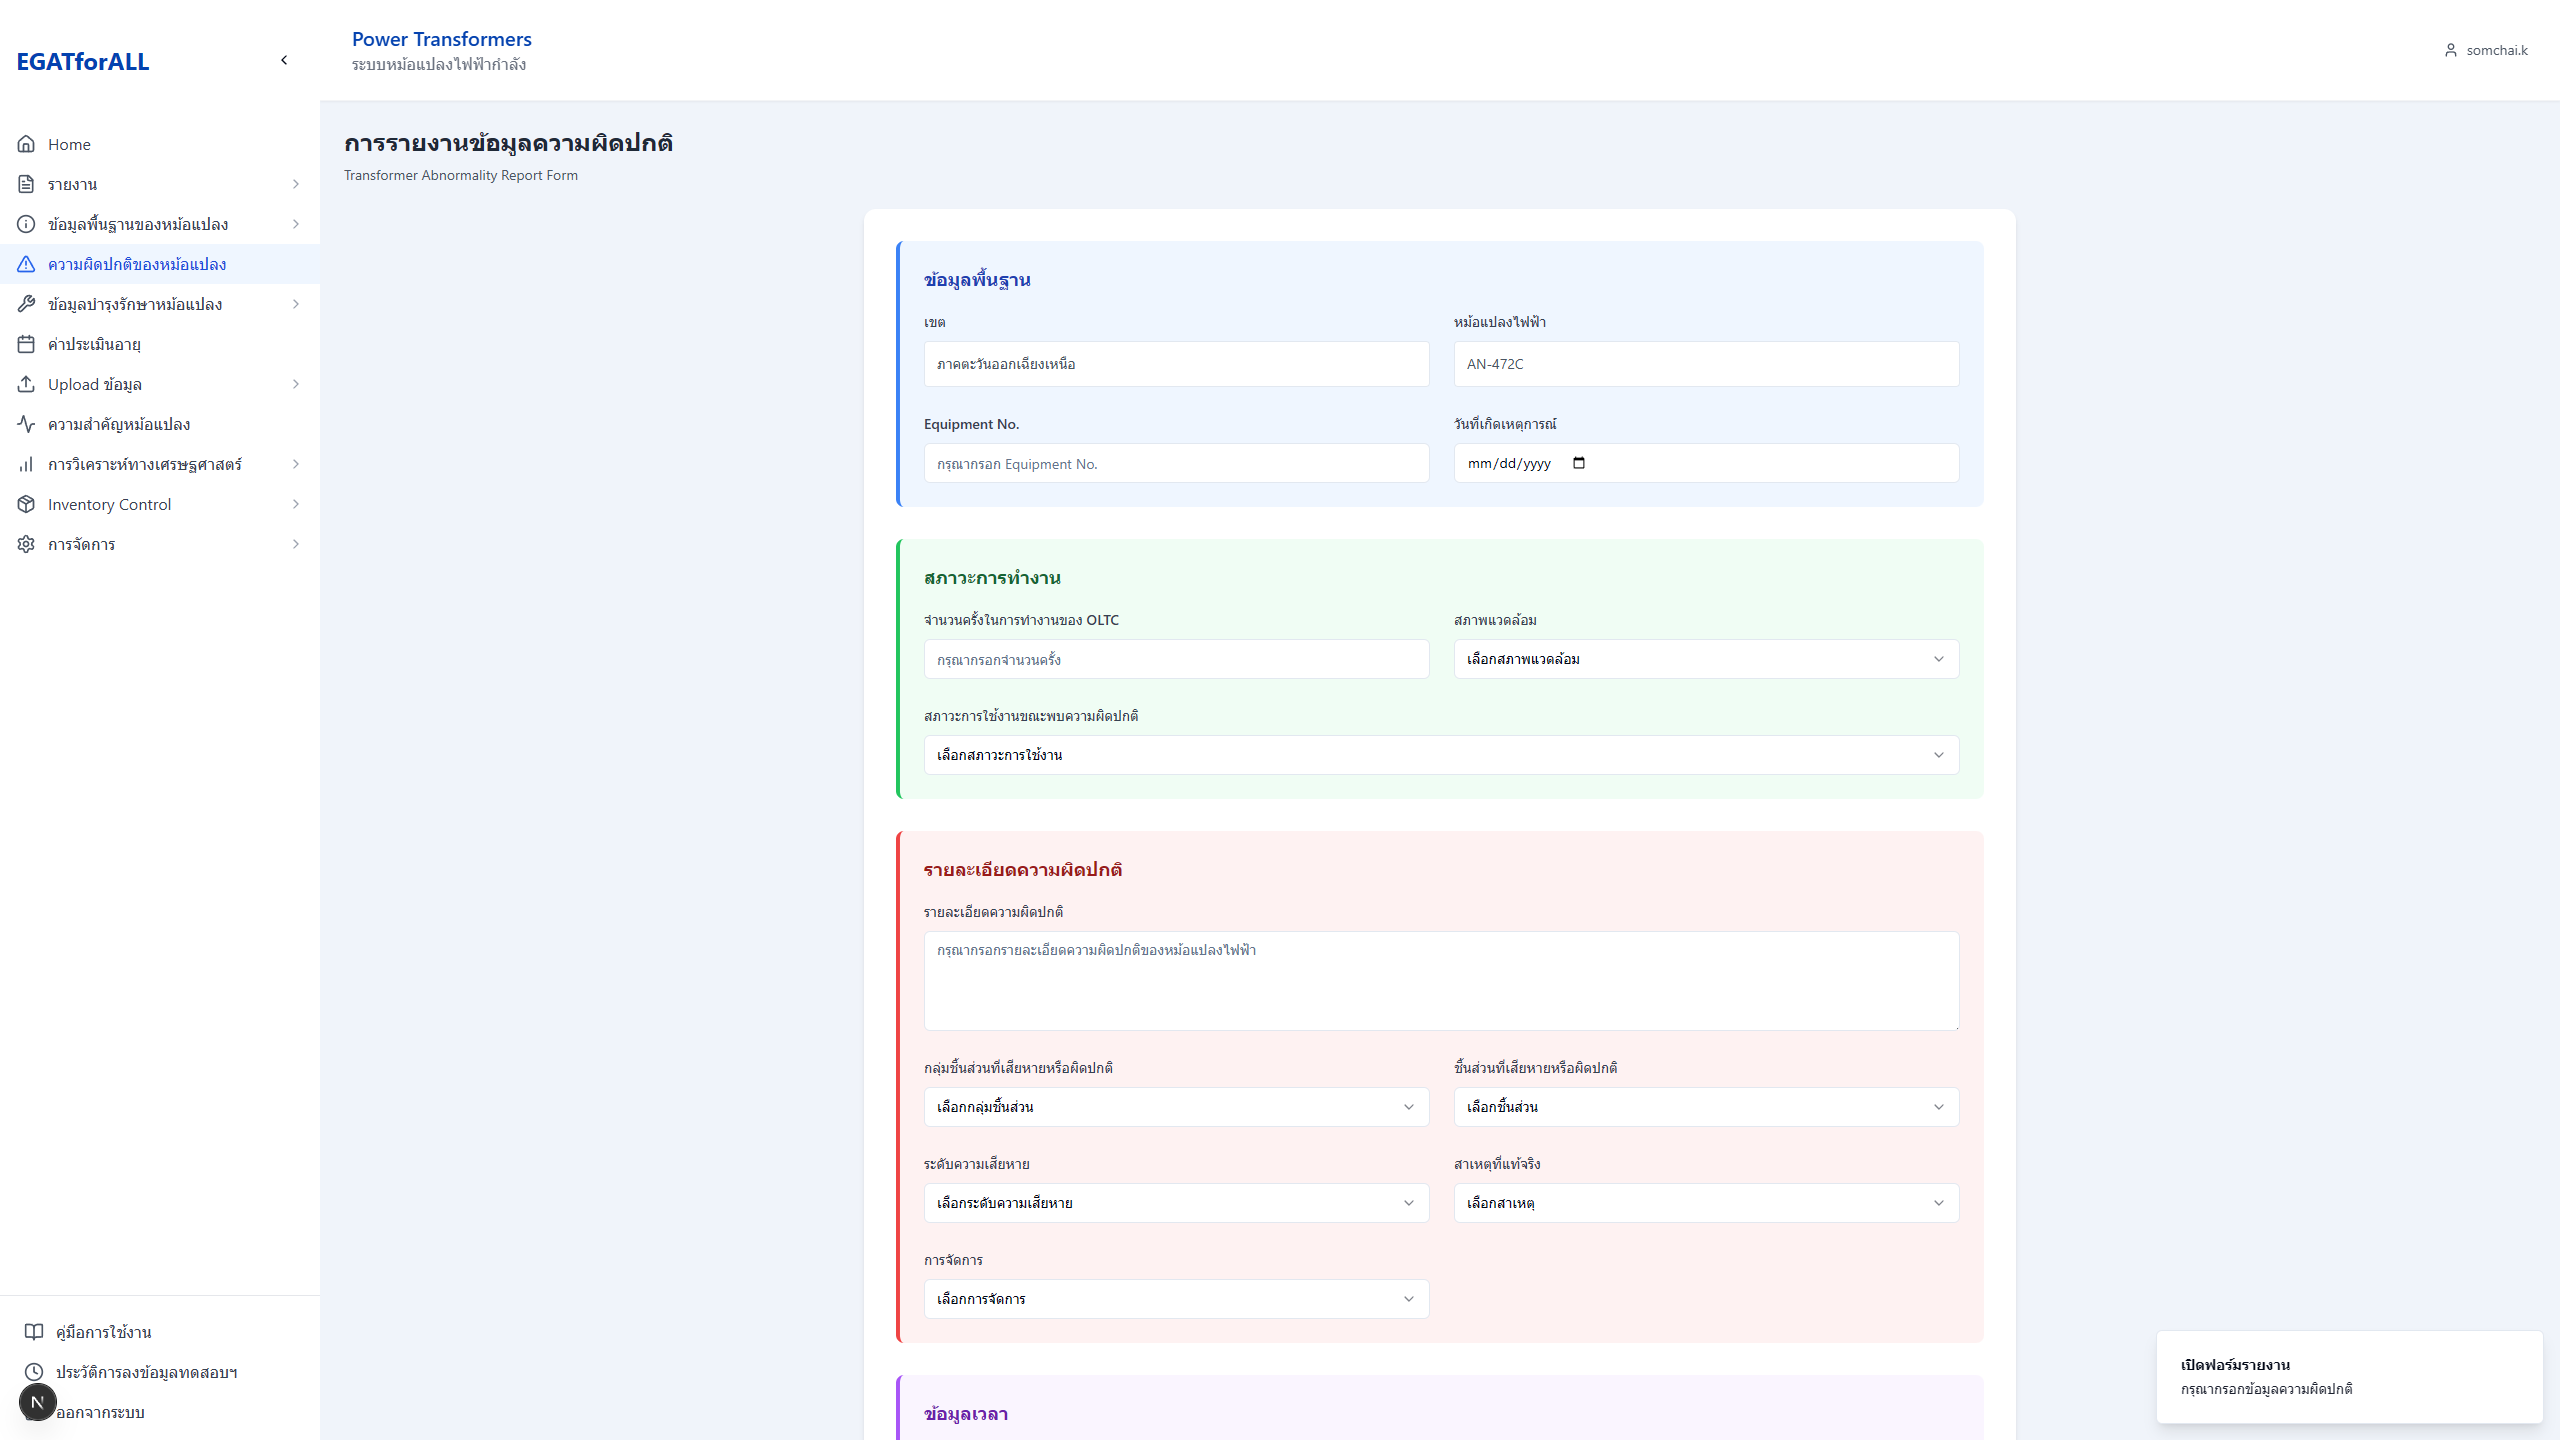 EGATforALL
Power Transformers
ระบบหม้อแปลงไฟฟ้ากำลัง
somchai.k
Home
รายงาน
ข้อมูลพื้นฐานของหม้อแปลง
ความผิดปกติของหม้อแปลง
ข้อมูลบำรุงรักษาหม้อแปลง
ค่าประเมินอายุ
Upload ข้อมูล
ความสำคัญหม้อแปลง
การวิเคราะห์ทางเศรษฐศาสตร์
Inventory Control
การจัดการ
คู่มือการใช้งาน
ประวัติการลงข้อมูลทดสอบฯ
N
ออกจากระบบ
การรายงานข้อมูลความผิดปกติ
Transformer Abnormality Report Form
ข้อมูลพื้นฐาน
เขต
หม้อแปลงไฟฟ้า
ภาคตะวันออกเฉียงเหนือ
AN-472C
Equipment No.
วันที่เกิดเหตุการณ์
กรุณากรอก Equipment No.
mm/dd/yyyy
สภาวะการทำงาน
จำนวนครั้งในการทำงานของ OLTC
สภาพแวดล้อม
กรุณากรอกจำนวนครั้ง
เลือกสภาพแวดล้อม
สภาวะการใช้งานขณะพบความผิดปกติ
เลือกสภาวะการใช้งาน
รายละเอียดความผิดปกติ
รายละเอียดความผิดปกติ
กรุณากรอกรายละเอียดความผิดปกติของหม้อแปลงไฟฟ้า
กลุ่มชิ้นส่วนที่เสียหายหรือผิดปกติ
ชิ้นส่วนที่เสียหายหรือผิดปกติ
เลือกกลุ่มชิ้นส่วน
เลือกชิ้นส่วน
ระดับความเสียหาย
สาเหตุที่แท้จริง
เลือกระดับความเสียหาย
เลือกสาเหตุ
การจัดการ
เลือกการจัดการ
ข้อมูลเวลา
เปิดฟอร์มรายงาน
กรุณากรอกข้อมูลความผิดปกติ